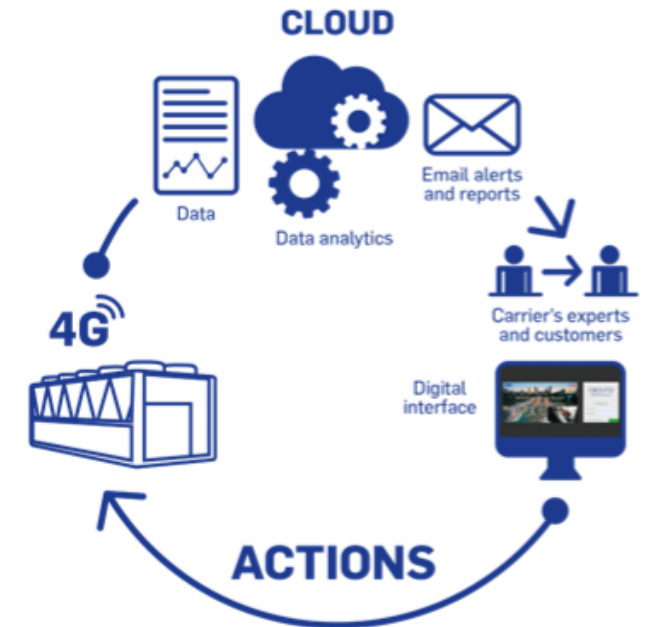 CLOUD
Data
Data analytics
Email alerts
and reports
Carrier's experts
and customers
4G
Digital
interface
ACTIONS